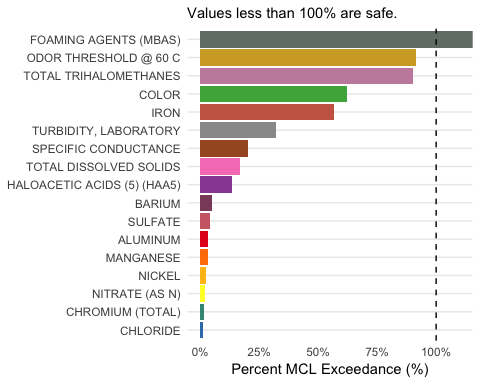 Values less than 100% are safe.
FOAMING AGENTS (MBAS)
ODOR THRESHOLD @ 60 C
TOTAL TRIHALOMETHANES
COLOR
IRON
TURBIDITY, LABORATORY
SPECIFIC CONDUCTANCE
TOTAL DISSOLVED SOLIDS
HALOACETIC ACIDS (5) (HAA5)
BARIUM
SULFATE
ALUMINUM
MANGANESE
NICKEL
NITRATE (AS N)
CHROMIUM (TOTAL)
CHLORIDE
0% 25% 50% 75% 100%
Percent MCL Exceedance (%)